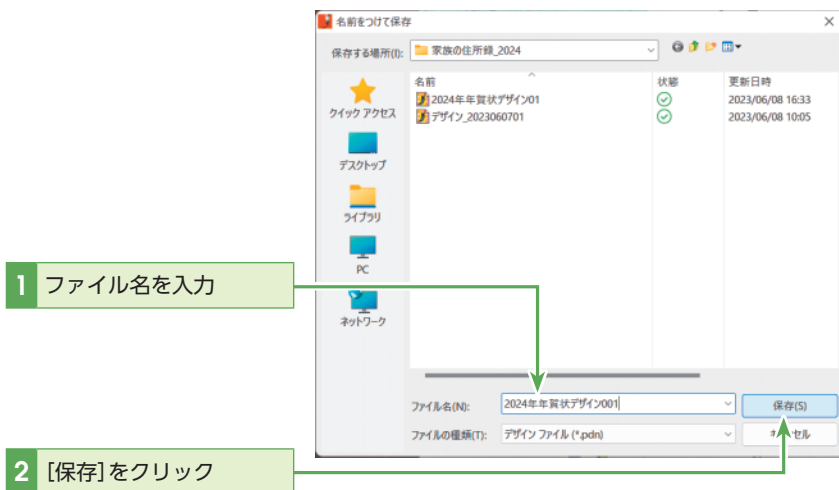 名前をつけて保存
保存する場所(I):
家族の住所録_2024
名前
状態
更新日時
2024年年賀状デザイン01
2023/06/08 16:33
デザイン_2023060701
2023/06/08 10:05
クイック アクセス
デスクトップ
ライブラリ
PC
ネットワーク
1 ファイル名を入力
ファイル名(N):
2024年年賀状デザイン001
保存(S)
ファイルの種類(T):
デザイン ファイル (*.pdn)
2 [保存]をクリック